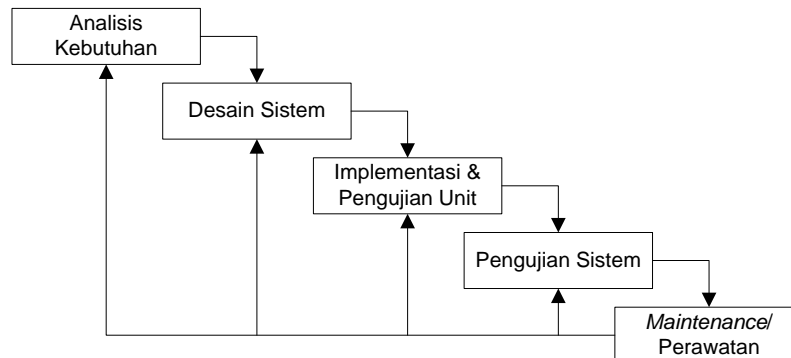 Analisis
Kebutuhan
Desain Sistem
Implementasi &
Pengujian Unit
Pengujian Sistem
Maintenance/
Perawatan